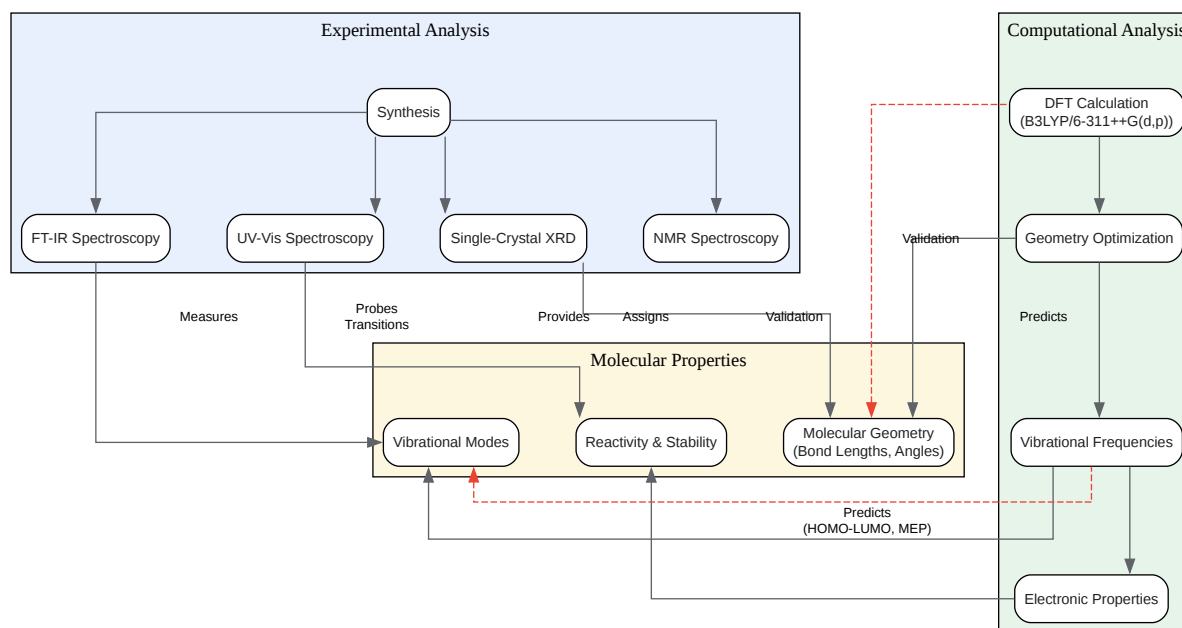 Experimental Analysis
Computational Analysis
Synthesis
DFT Calculation
(B3LYP/6-311++G(d,p))
FT-IR Spectroscopy
UV-Vis Spectroscopy
Single-Crystal XRD
NMR Spectroscopy
Validation
Geometry Optimization
Measures
Probes
Transitions
Provides
Assigns
Validation
Predicts
Molecular Properties
Vibrational Modes
Reactivity & Stability
Molecular Geometry
(Bond Lengths, Angles)
Vibrational Frequencies
Predicts
(HOMO-LUMO, MEP)
Electronic Properties